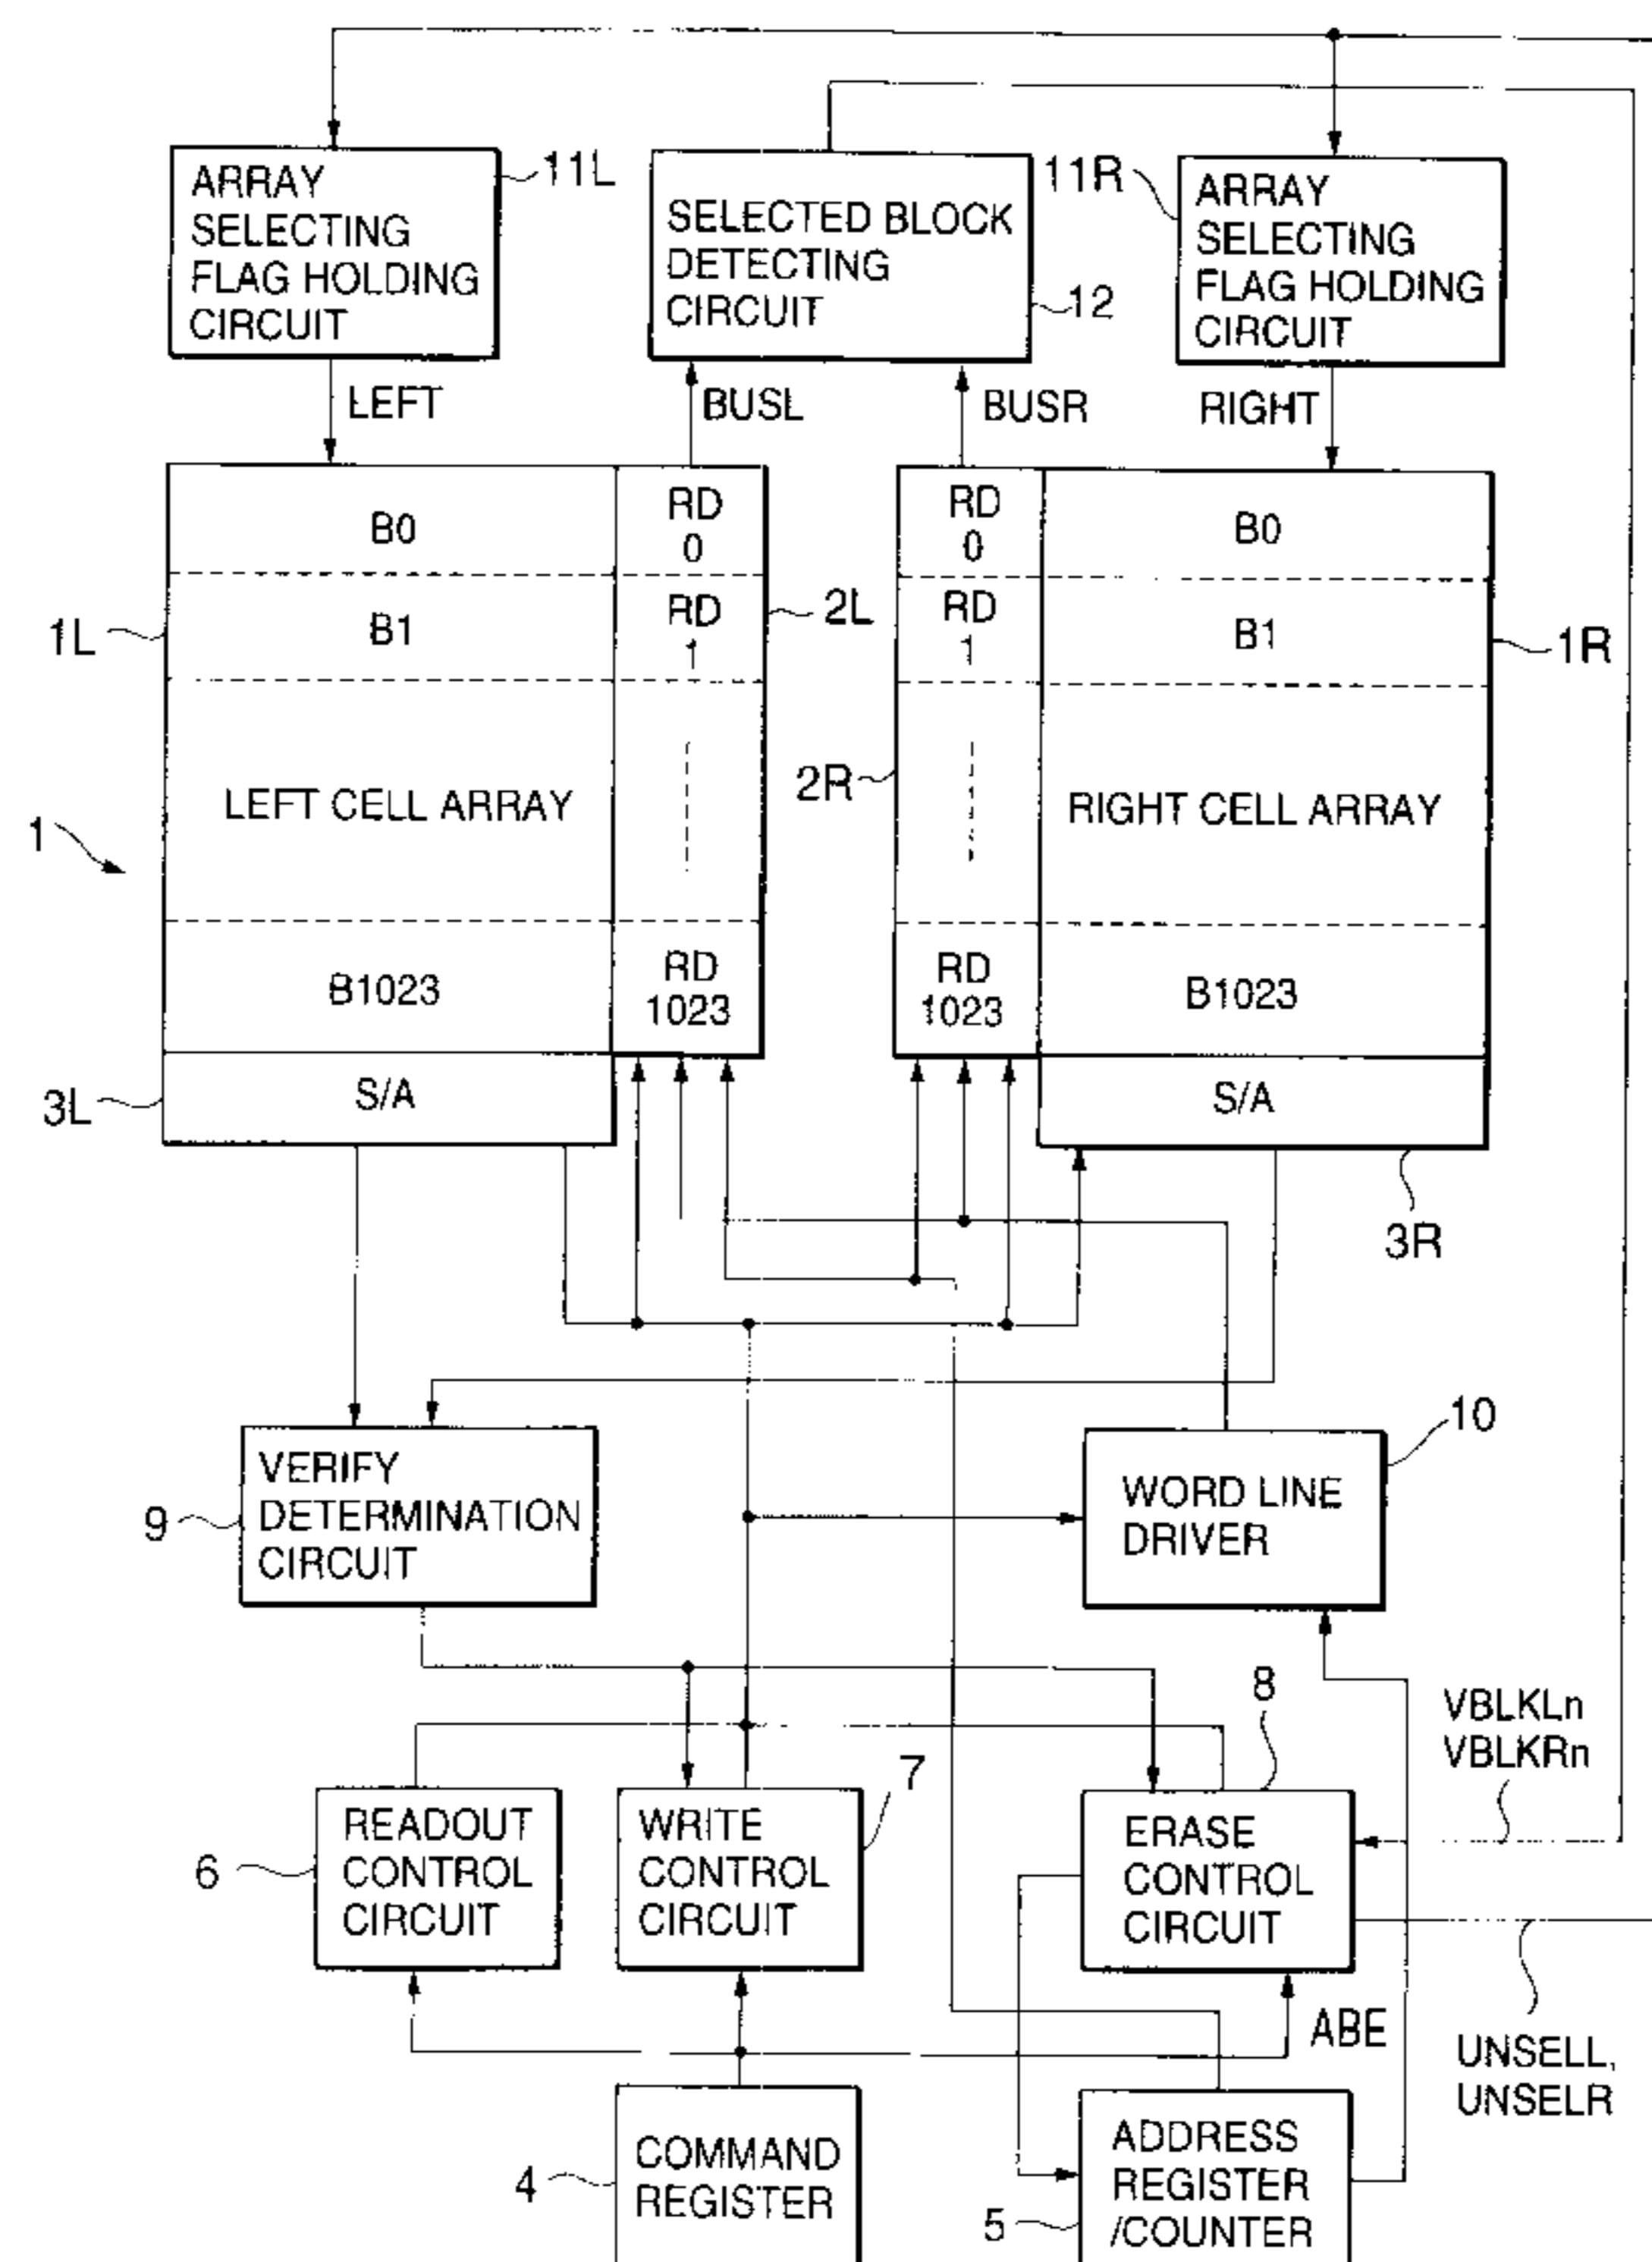 ARRAY
SELECTING
FLAG HOLDING
CIRCUIT
11L
SELECTED BLOCK
DETECTING
CIRCUIT
12
11R
ARRAY
SELECTING
FLAG HOLDING
CIRCUIT
LEFT
BUSL
BUSR
RIGHT
B0
RD
0
RD
0
B0
1L
B1
RD
1
2L
RD
1
B1
1R
1
LEFT CELL ARRAY
2R
RIGHT CELL ARRAY
B1023
RD
1023
RD
1023
B1023
3L
S/A
S/A
3R
9
VERIFY
DETERMINATION
CIRCUIT
WORD LINE
DRIVER
10
6
READOUT
CONTROL
CIRCUIT
WRITE
CONTROL
CIRCUIT
7
8
ERASE
CONTROL
CIRCUIT
VBLKLn
VBLKRn
ABE
UNSELL,
UNSELR
4
COMMAND
REGISTER
5
ADDRESS
REGISTER
/COUNTER